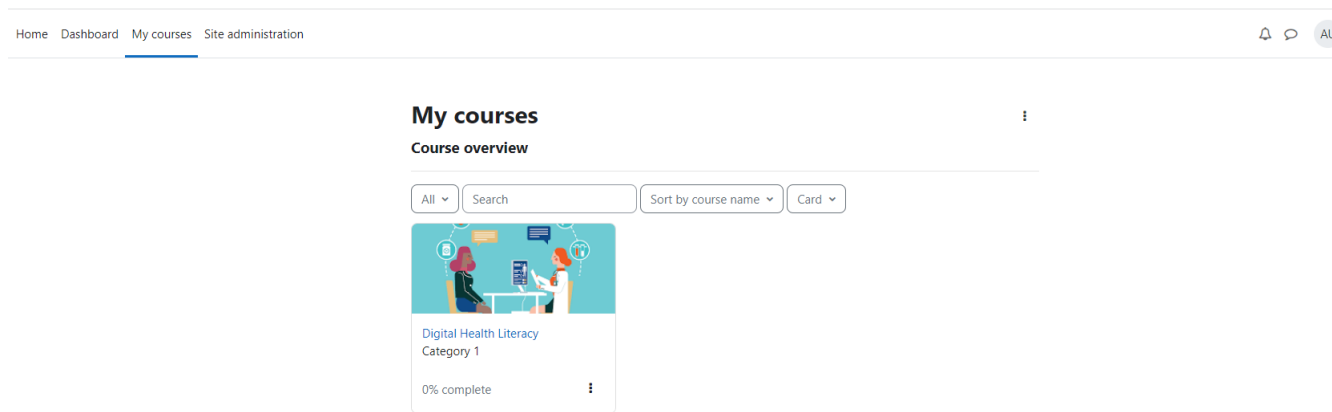 Home Dashboard My courses Site administration AU
My courses
Course overview
All Search Sort by course name Card
Digital Health Literacy
Category 1
0% complete